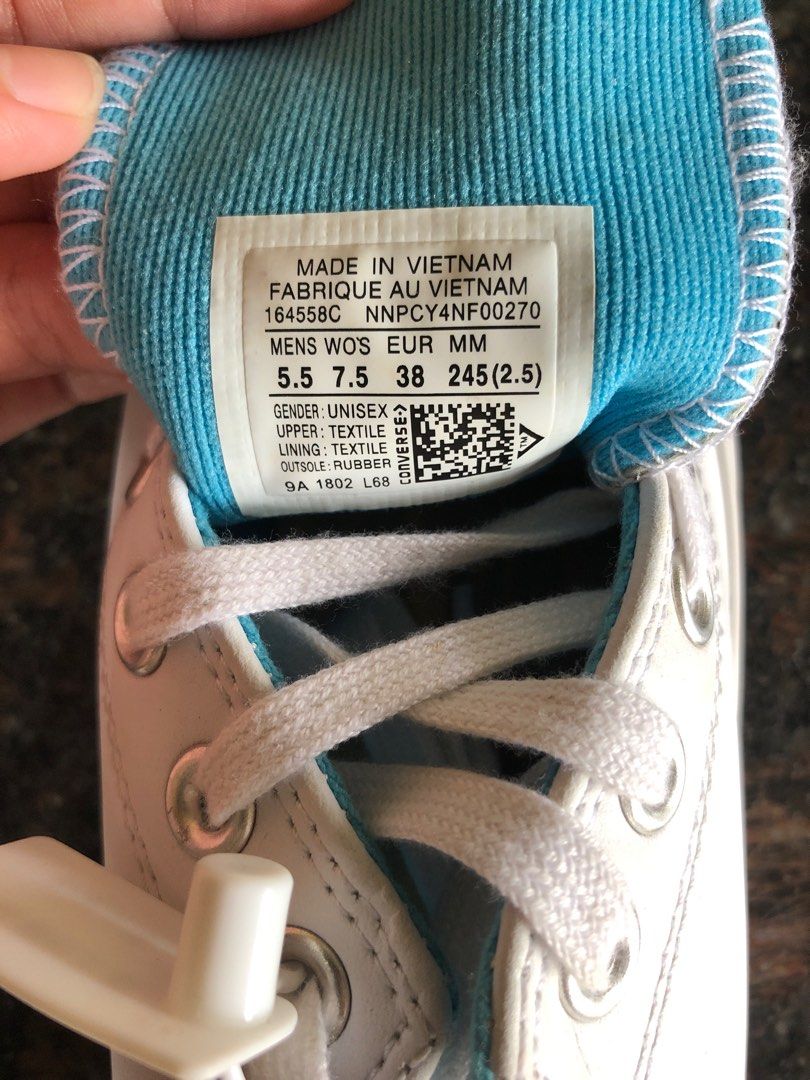 MADE IN VIETNAM
FABRIQUE AU VIETNAM
164558C NNPCY4NF00270
MENS WO'S EUR MM
5.5 7.5 38 245(2.5)
GENDER: UNISEX
UPPER: TEXTILE
LINING: TEXTILE
OUTSOLE: RUBBER
9A 1802 L68
CONVERSE
TM